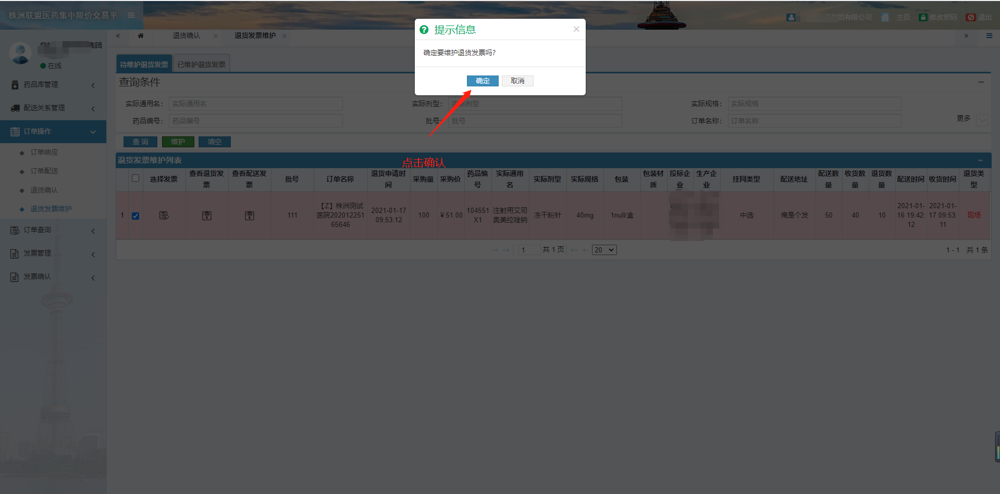 株洲联盟医药集中限价交易平
团有限公司
主页
修改密码
退出
集团
在线
药品库管理
配送关系管理
订单操作
订单响应
订单配送
退货确认
退货发票维护
订单查询
发票管理
发票确认
退货确认
退货发票维护
待维护退货发票
已维护退货发票
提示信息
确定要维护退货发票吗?
确定
取消
查询条件
实际通用名: 实际通用名
实际剂型: 实际剂型
实际规格: 实际规格
药品编号: 药品编号
批号: 批号
订单名称: 订单名称
更多
查 询
维护
清空
点击确认
退货发票维护列表
选择发票 查看退货发票 查看配送发票 批号 订单名称 退货申请时间 采购量 采购价 药品编号 实际通用名 实际剂型 实际规格 包装 包装材质 投标企业 生产企业 挂网类型 配送地址 配送数量 收货数量 退货数量 配送时间 收货时间 退货类型
1 111 【Z】株洲测试医院20201225165646 2021-01-17 09:53:12 100 ¥51.00 104551X1 注射用艾司奥美拉唑钠 冻干粉针 40mg 1null/盒 中选 俺是个发 50 40 10 2021-01-16 19:42:12 2021-01-17 09:53:11 现场
1 共 1 页 20
1 - 1 共 1 条